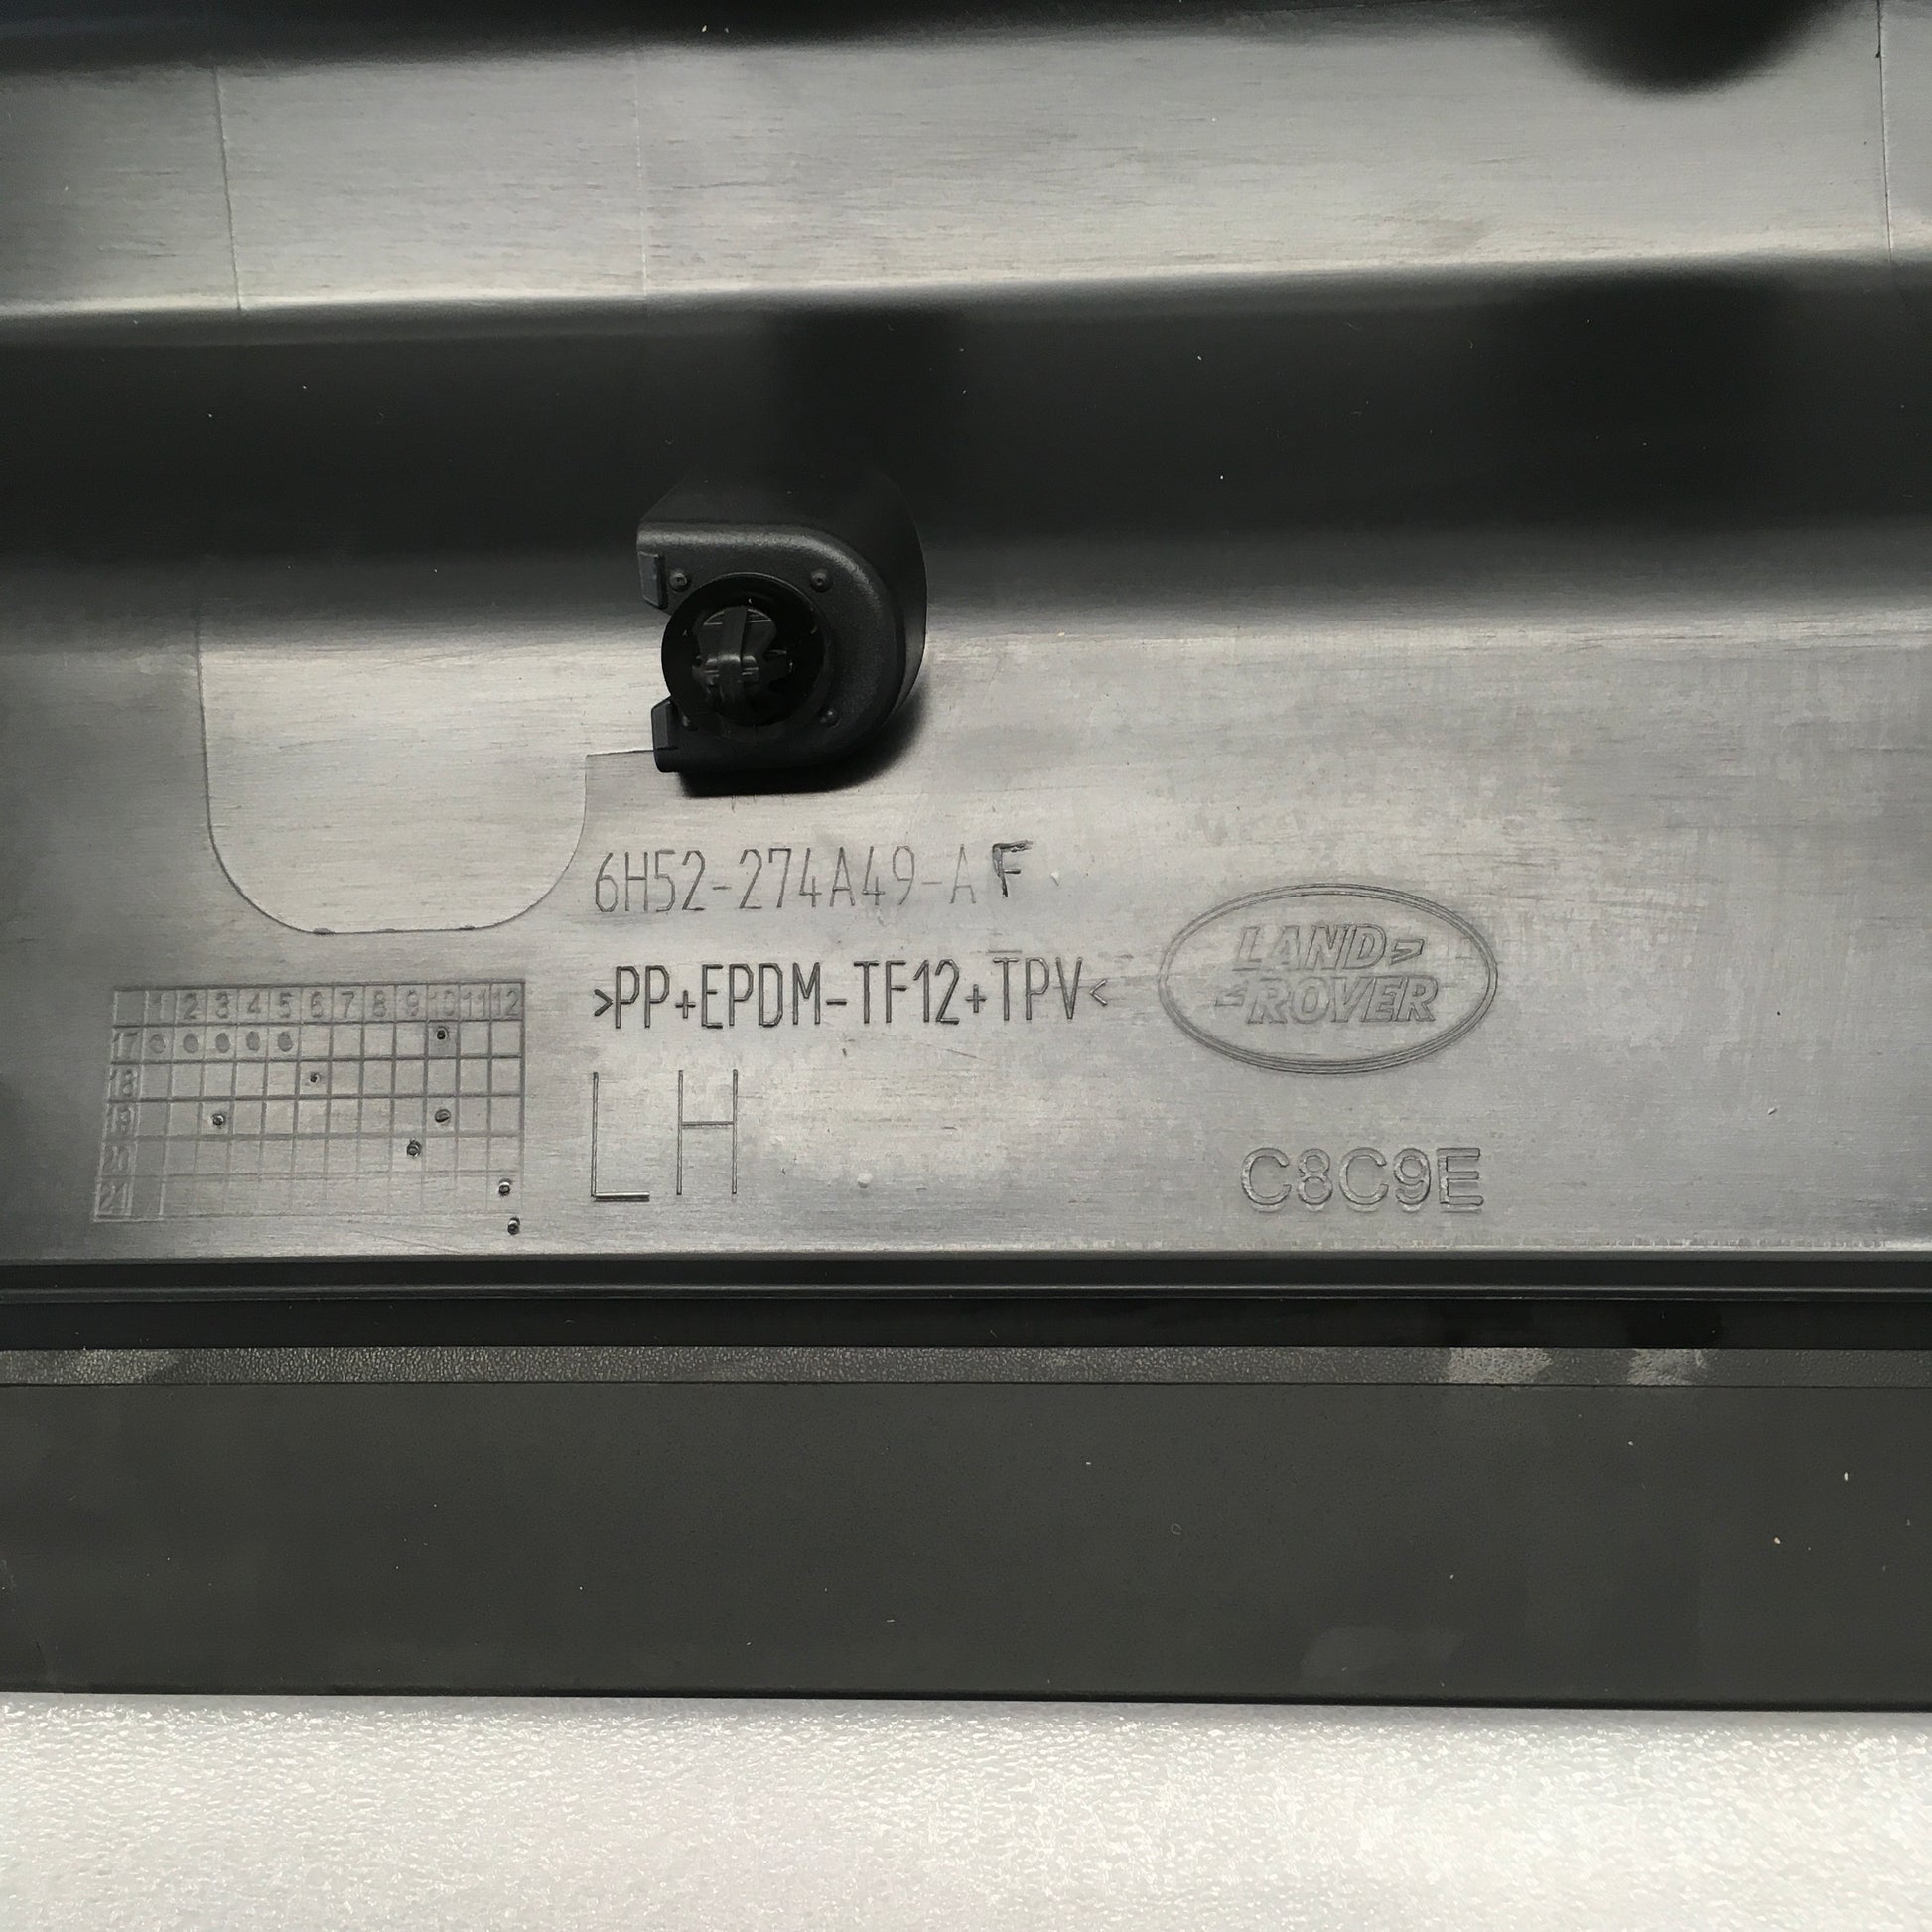 6H52-274A49-AF
>PP+EPDM-TF12+TPV<
LAND
ROVER
1 2 3 4 5 6 7 8 9 10 11 12
17
18
19
21
LH
C8C9E